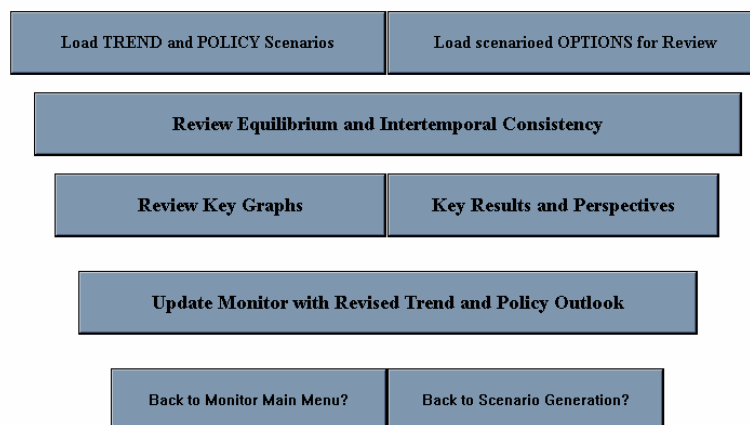 Load TREND and POLICY Scenarios
Load scenarioed OPTIONS for Review
Review Equilibrium and Intertemporal Consistency
Review Key Graphs
Key Results and Perspectives
Update Monitor with Revised Trend and Policy Outlook
Back to Monitor Main Menu?
Back to Scenario Generation?